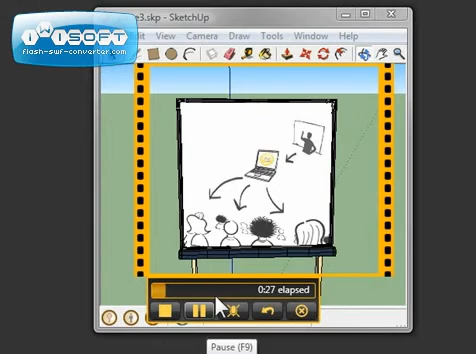 iWiSOFT
flash-swf-converter.com
e3.skp - SketchUp
View Camera Draw Tools Window Help
0:27 elapsed
Pause (F9)